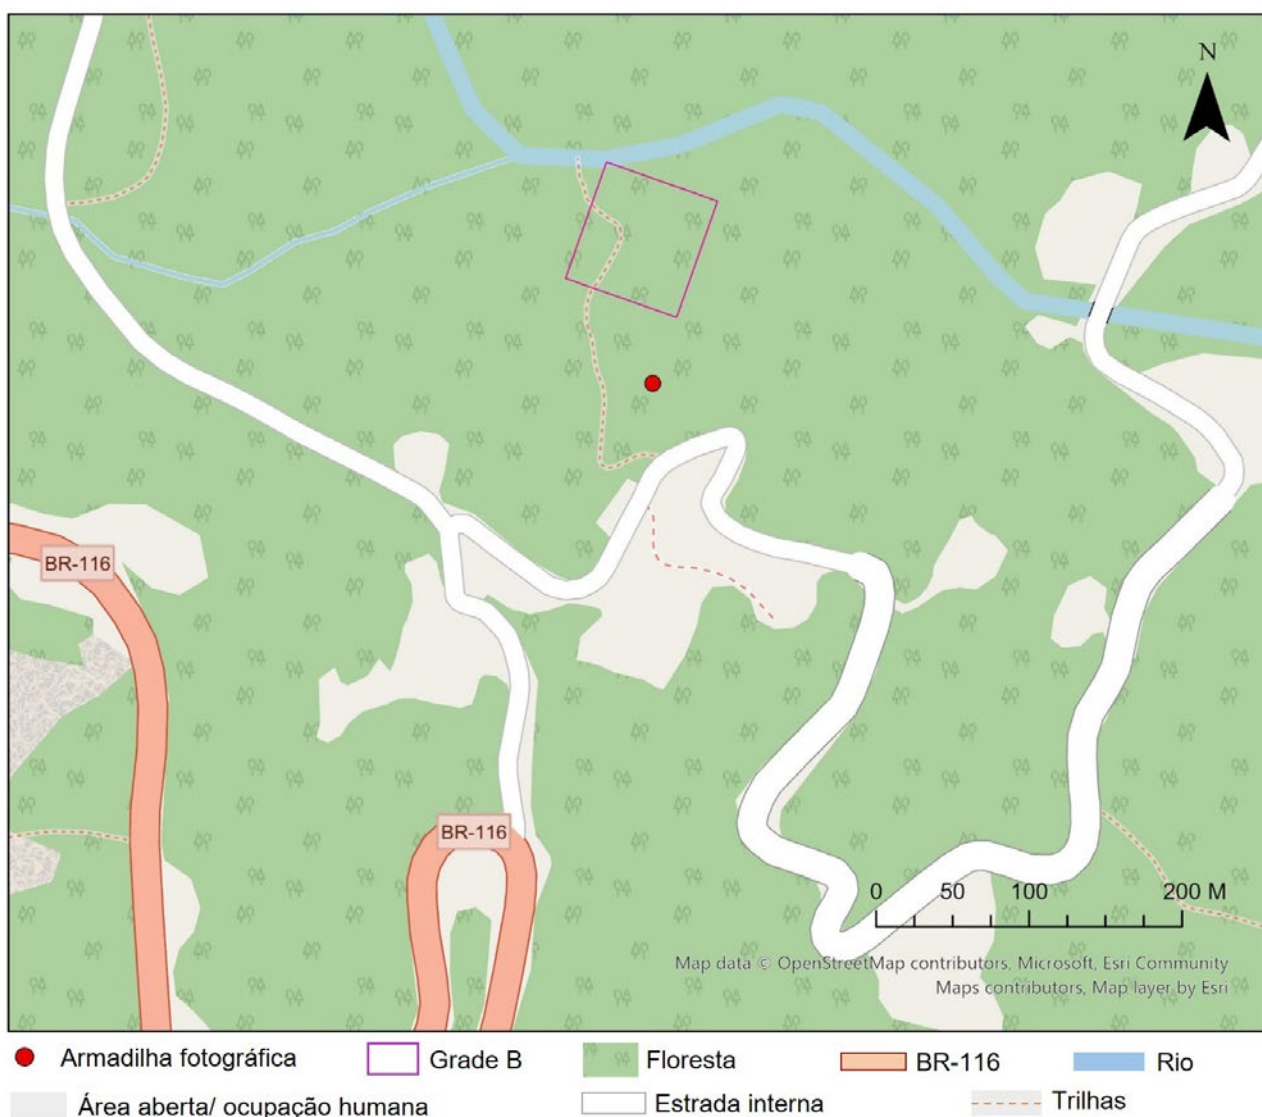 N
BR-116
BR-116
0 50 100 200 M
Map data © OpenStreetMap contributors, Microsoft, Esri Community
Maps contributors, Map layer by Esri
Armadilha fotográfica Grade B Floresta BR-116 Rio
Área aberta/ ocupação humana Estrada interna Trilhas